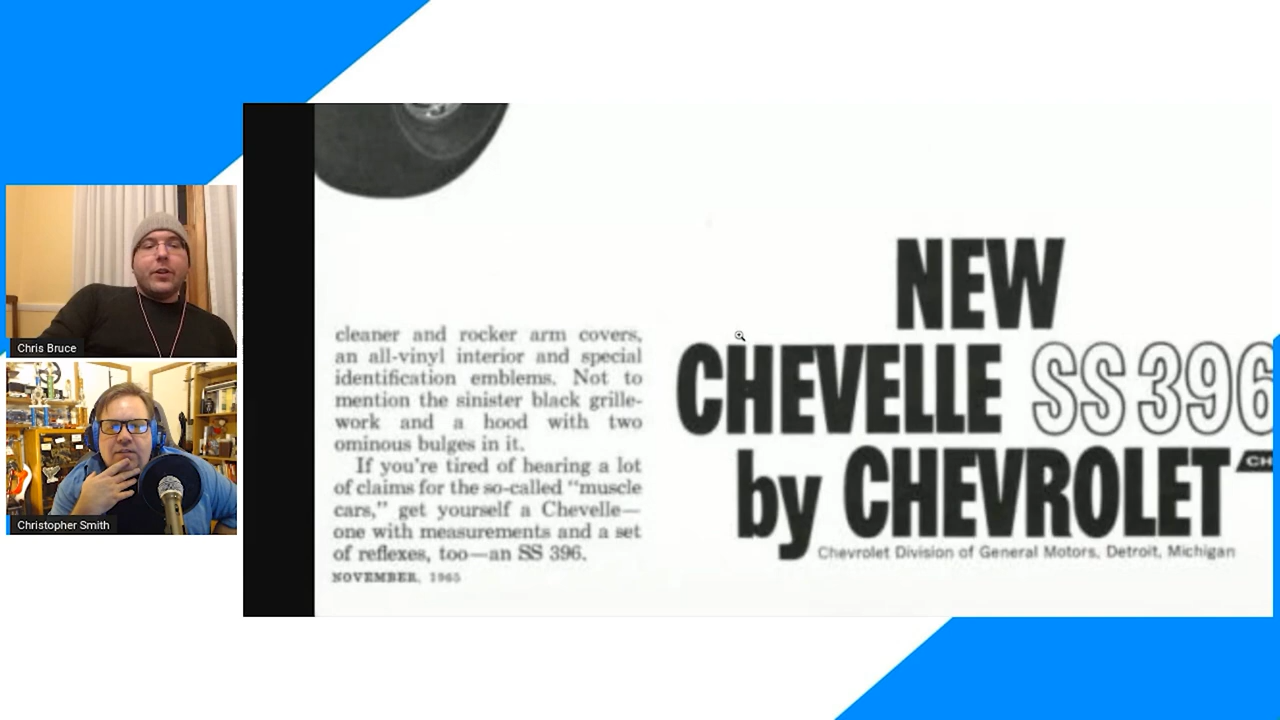 Chris Bruce
Christopher Smith
cleaner and rocker arm covers,
an all-vinyl interior and special
identification emblems. Not to
mention the sinister black grille-
work and a hood with two
ominous bulges in it.
If you're tired of hearing a lot
of claims for the so-called "muscle
cars," get yourself a Chevelle—
one with measurements and a set
of reflexes, too—an SS 396.
NOVEMBER, 1965
NEW
CHEVELLE SS 396
by CHEVROLET
CH
Chevrolet Division of General Motors, Detroit, Michigan